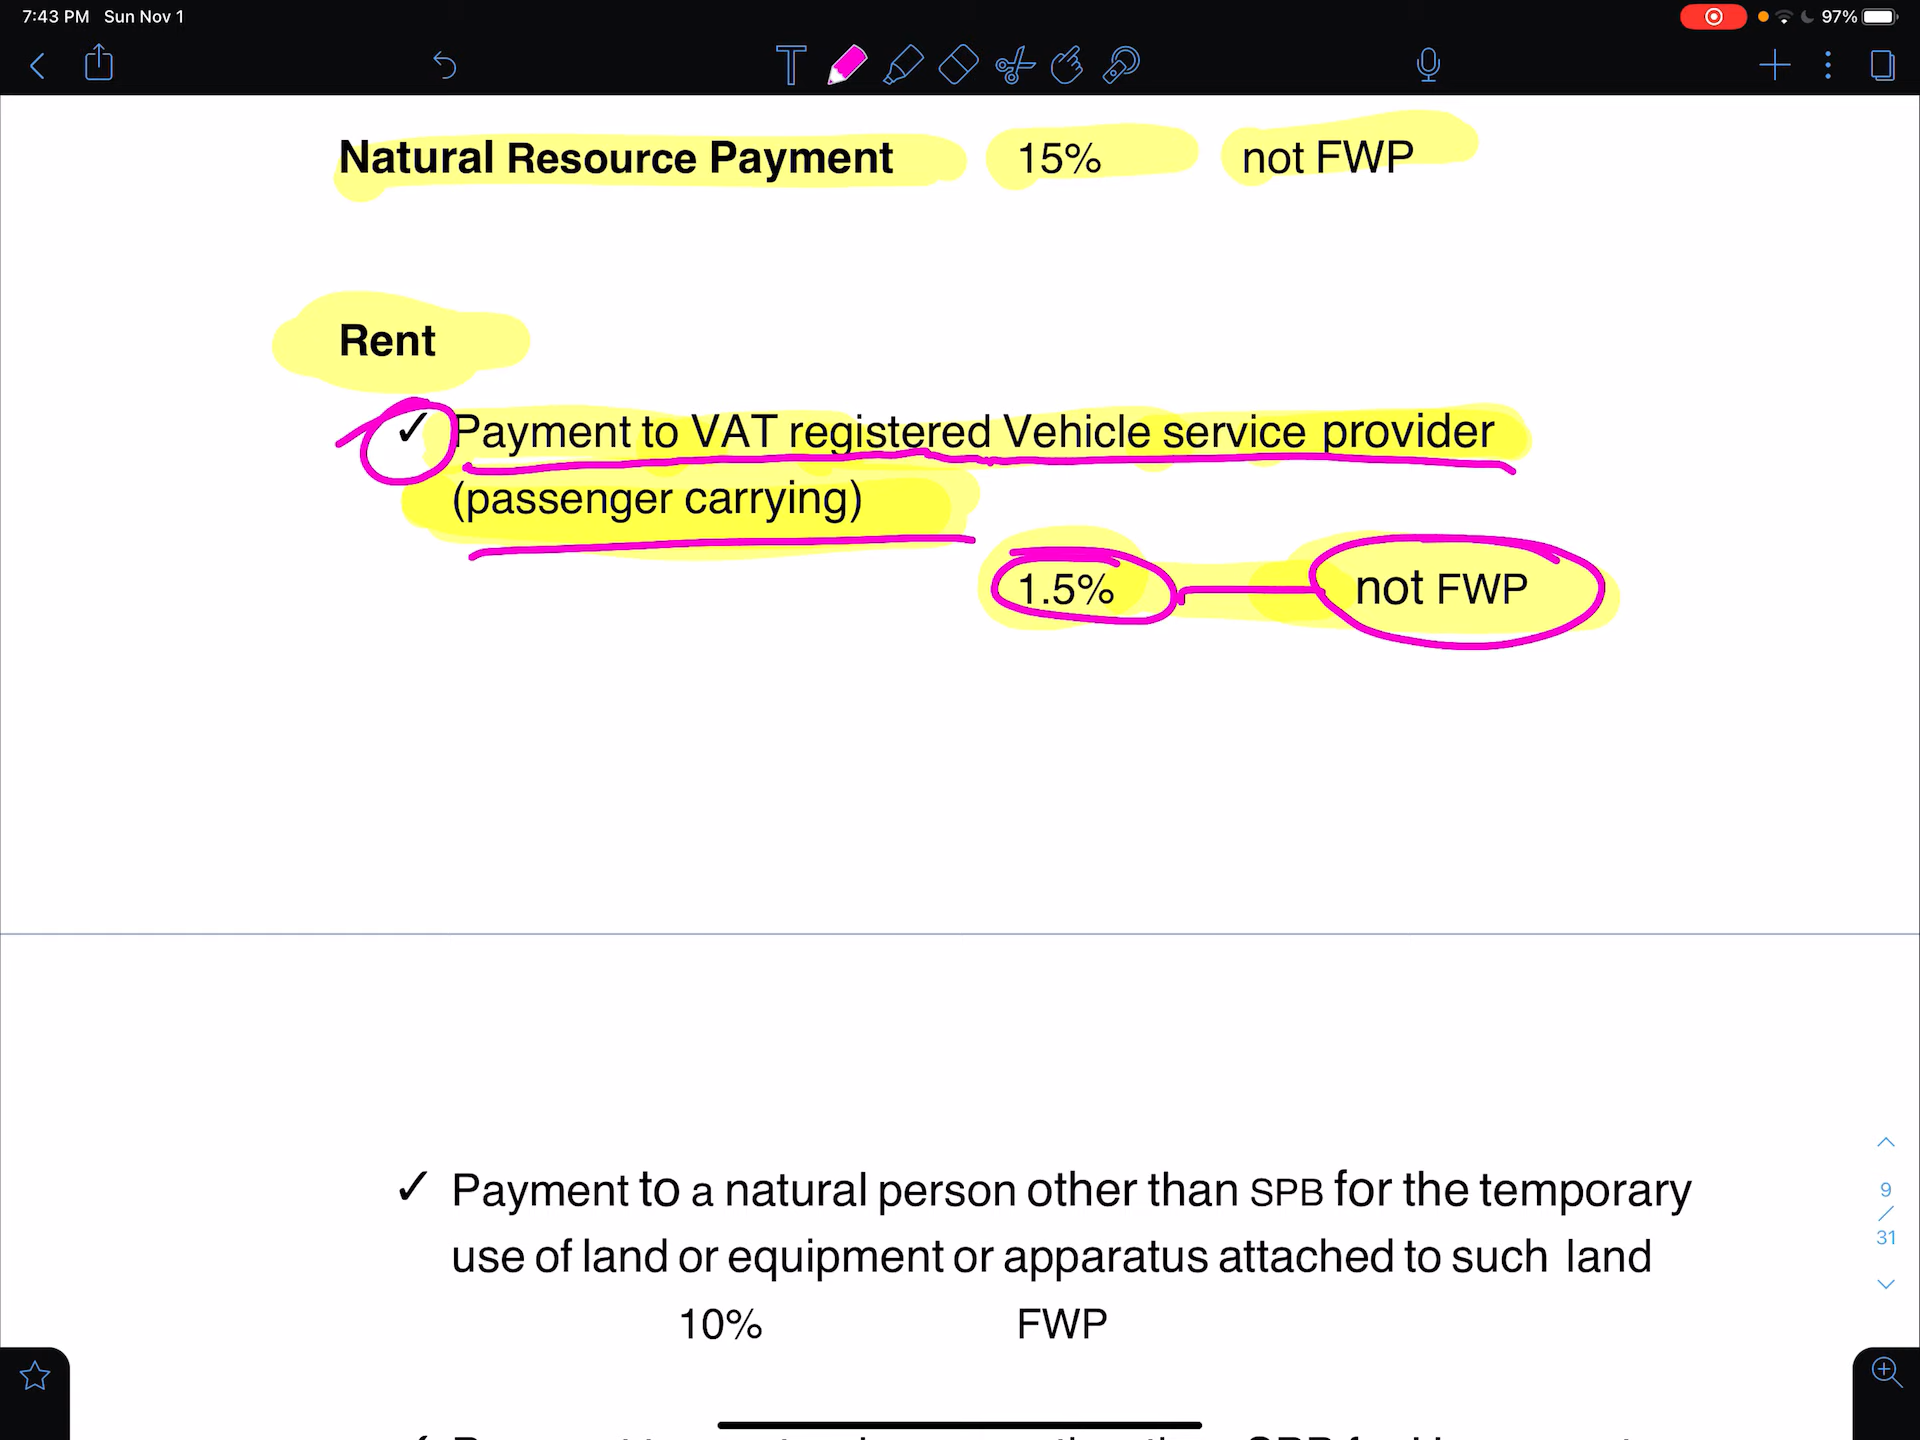 7:43 PM Sun Nov 1 97%
Natural Resource Payment 15% not FWP
Rent
✓ Payment to VAT registered Vehicle service provider
(passenger carrying)
1.5% not FWP
✓ Payment to a natural person other than SPB for the temporary
use of land or equipment or apparatus attached to such land
10% FWP
9
/
31